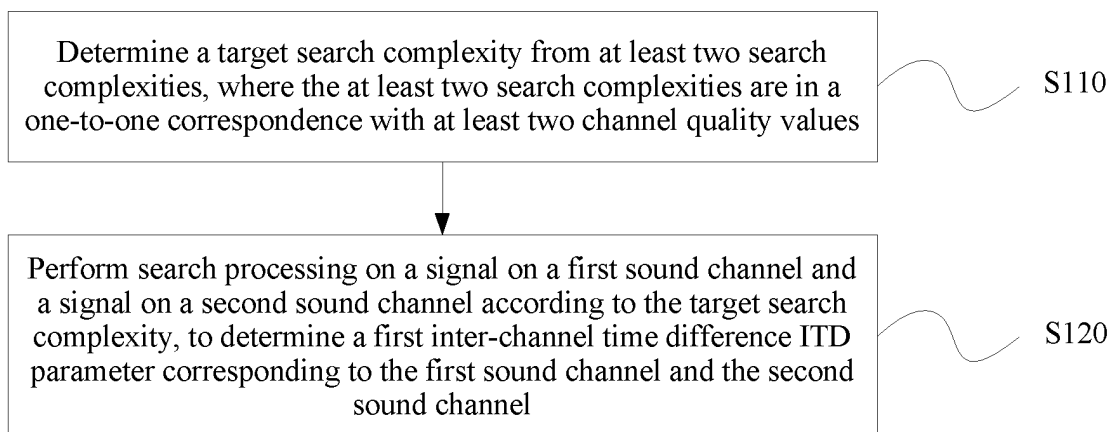 Determine a target search complexity from at least two search
complexities, where the at least two search complexities are in a
one-to-one correspondence with at least two channel quality values
S110
Perform search processing on a signal on a first sound channel and
a signal on a second sound channel according to the target search
complexity, to determine a first inter-channel time difference ITD
parameter corresponding to the first sound channel and the second
sound channel
S120